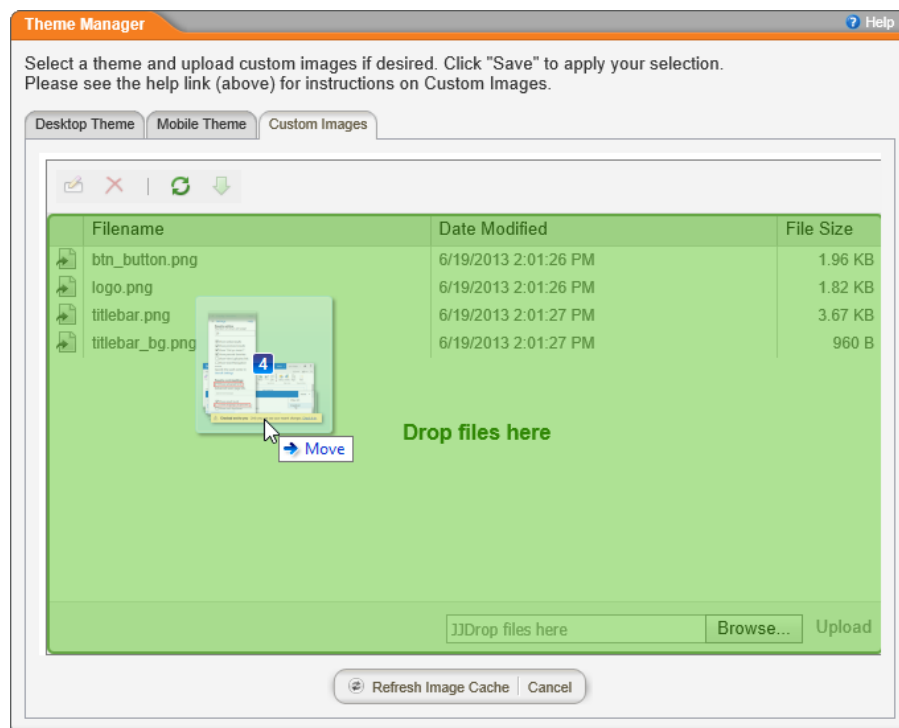 Theme Manager
Help
Select a theme and upload custom images if desired. Click "Save" to apply your selection.
Please see the help link (above) for instructions on Custom Images.
Desktop Theme Mobile Theme Custom Images
Filename Date Modified File Size
btn_button.png 6/19/2013 2:01:26 PM 1.96 KB
logo.png 6/19/2013 2:01:26 PM 1.82 KB
titlebar.png 6/19/2013 2:01:27 PM 3.67 KB
titlebar_bg.png 6/19/2013 2:01:27 PM 960 B
4
Drop files here
Move
JJDrop files here Browse... Upload
Refresh Image Cache Cancel